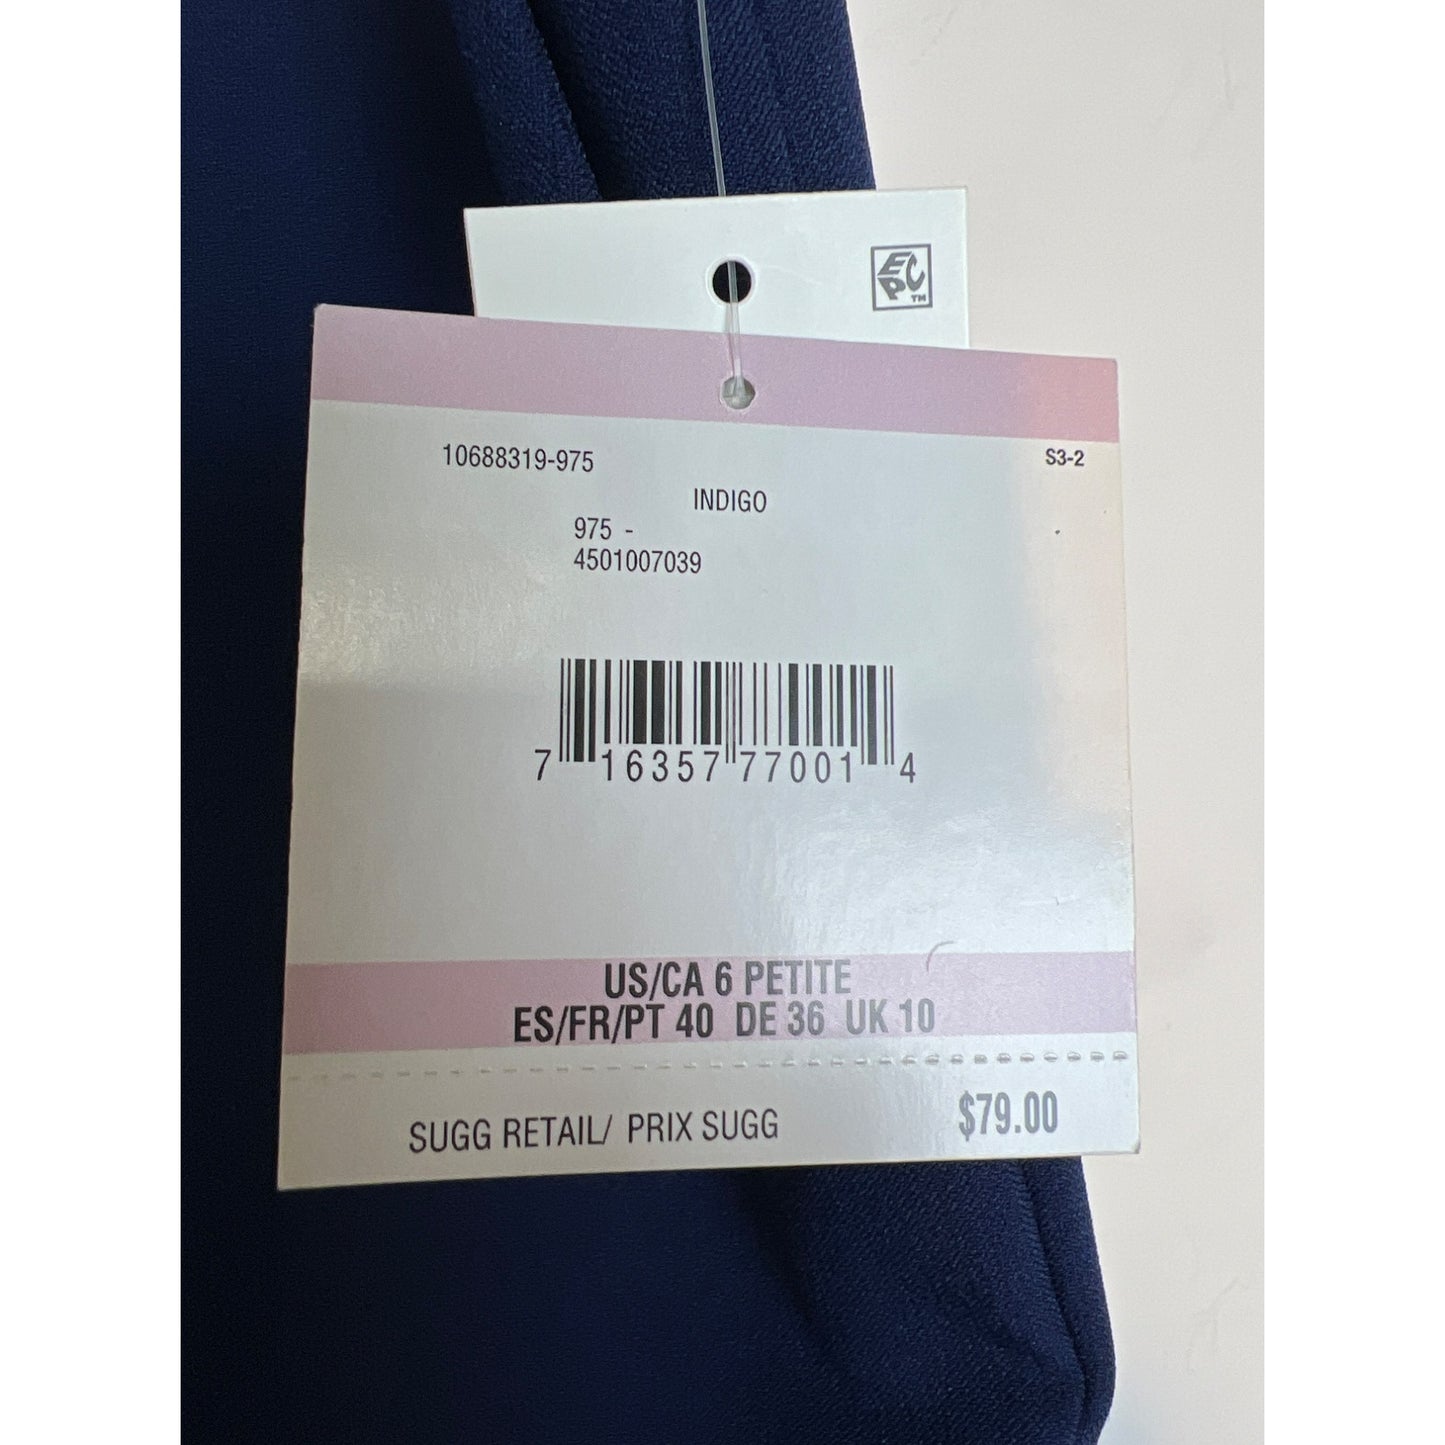 EPC™
10688319-975
S3-2
INDIGO
975 -
4501007039
7 16357 77001 4
US/CA 6 PETITE
ES/FR/PT 40 DE 36 UK 10
SUGG RETAIL/ PRIX SUGG $79.00